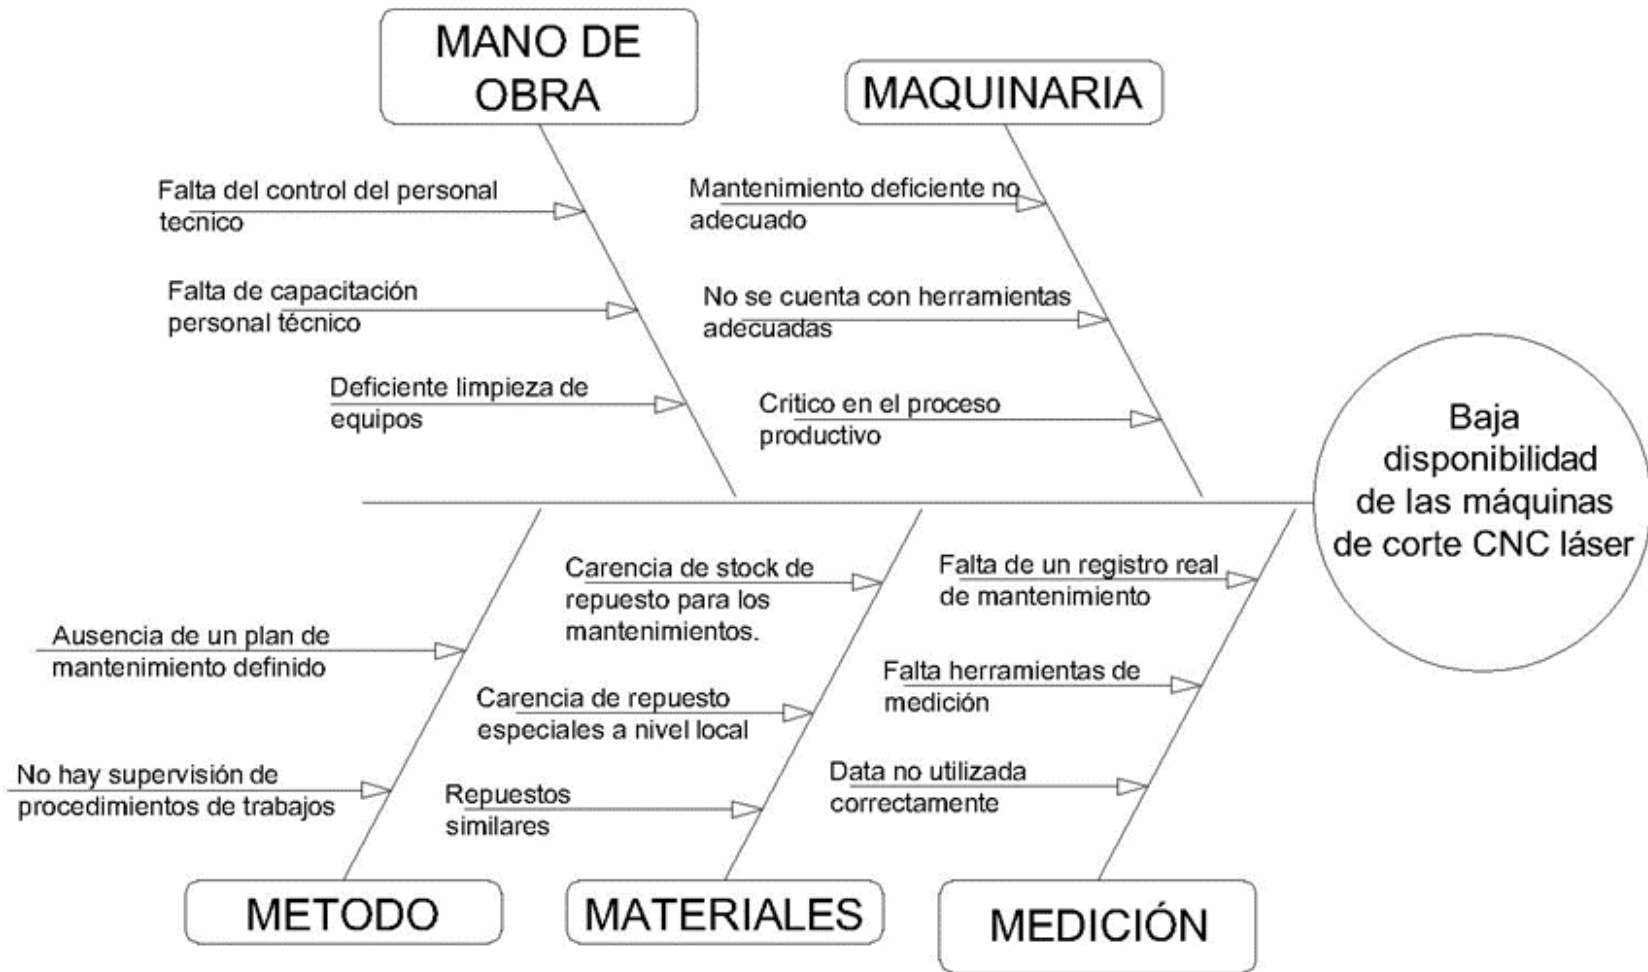 MANO DE
OBRA
MAQUINARIA
Falta del control del personal
tecnico
Mantenimiento deficiente no
adecuado
Falta de capacitación
personal técnico
No se cuenta con herramientas
adecuadas
Deficiente limpieza de
equipos
Critico en el proceso
productivo
Baja
disponibilidad
de las máquinas
de corte CNC láser
Ausencia de un plan de
mantenimiento definido
No hay supervisión de
procedimientos de trabajos
Carencia de stock de
repuesto para los
mantenimientos.
Carencia de repuesto
especiales a nivel local
Repuestos
similares
Falta de un registro real
de mantenimiento
Falta herramientas de
medición
Data no utilizada
correctamente
METODO
MATERIALES
MEDICIÓN